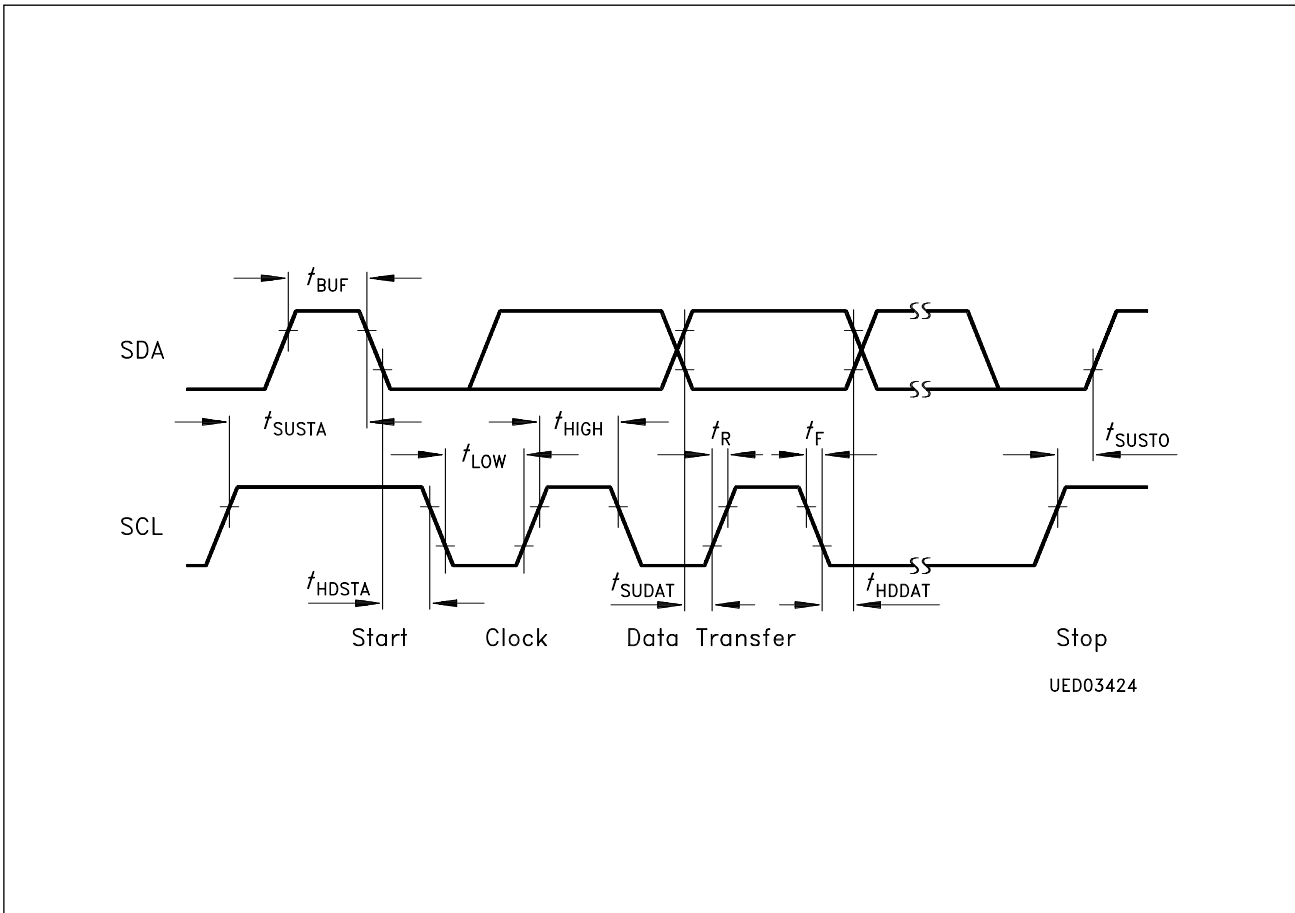 tBUF
SDA
tSUSTA
tHIGH
tLOW
tR
tF
tSUSTO
SCL
tHDSTA
tSUDAT
tHDDAT
Start
Clock
Data Transfer
Stop
UED03424